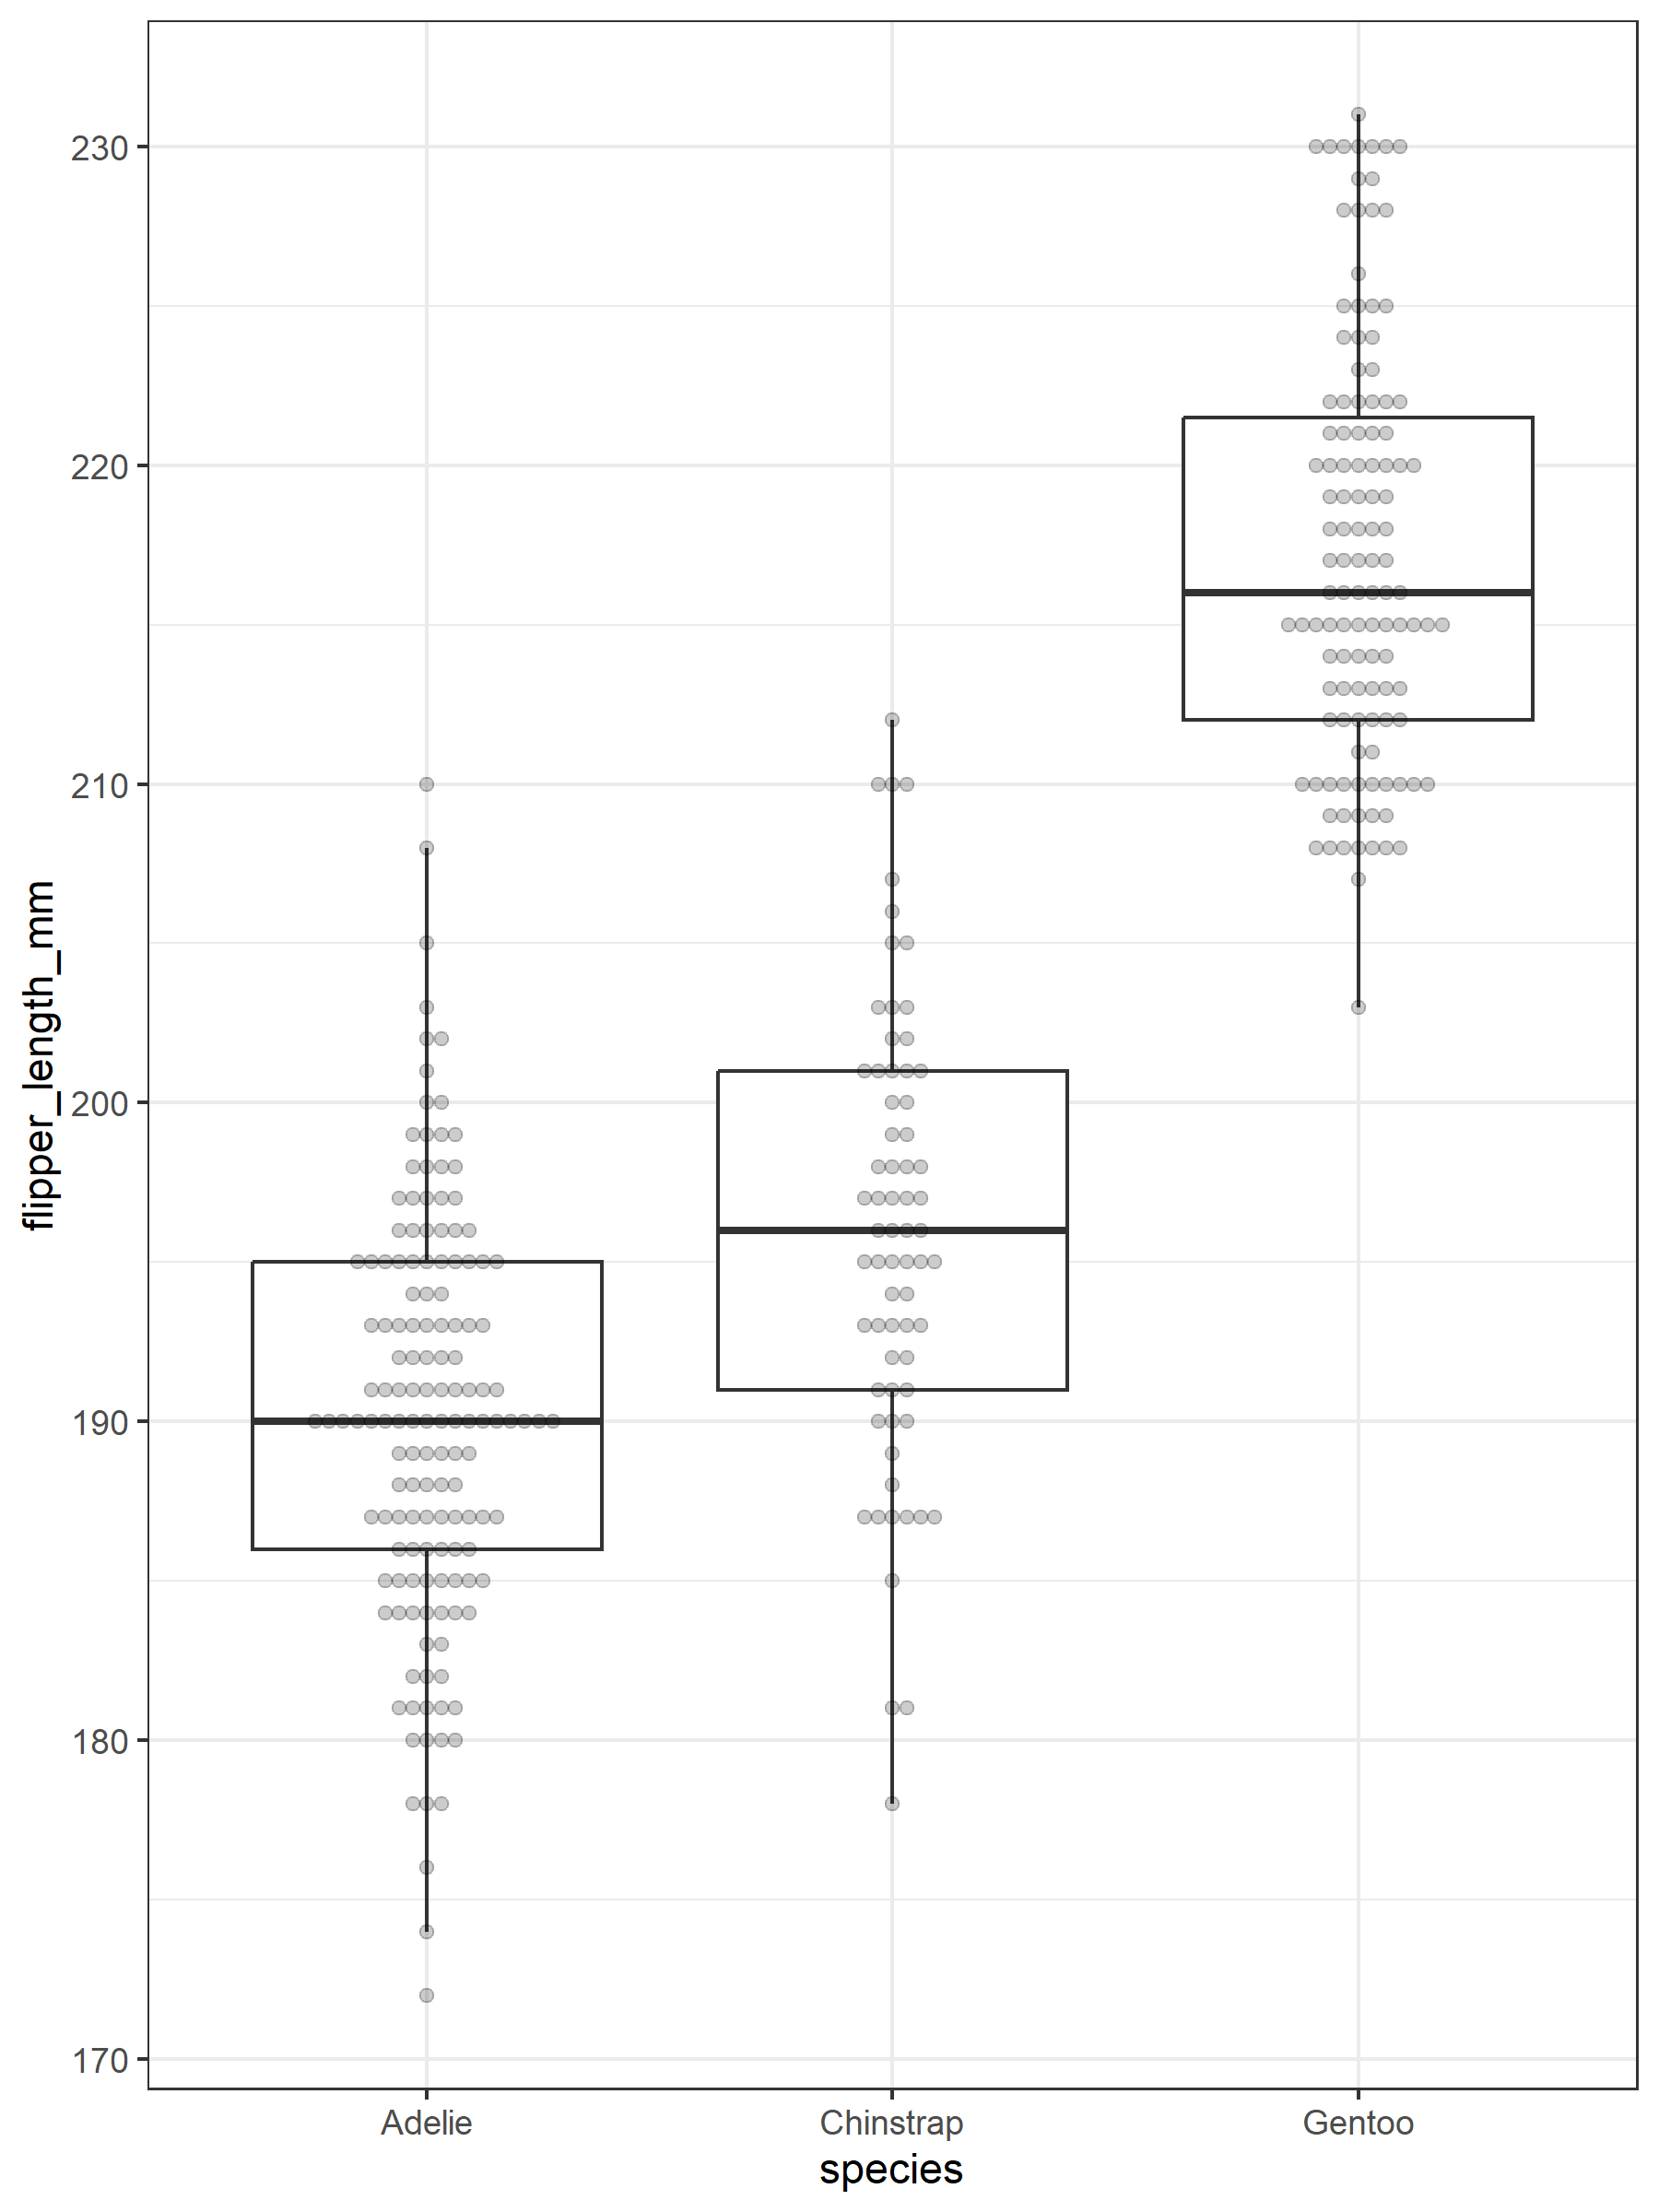 flipper_length_mm
230
220
210
200
190
180
170
Adelie
Chinstrap
Gentoo
species